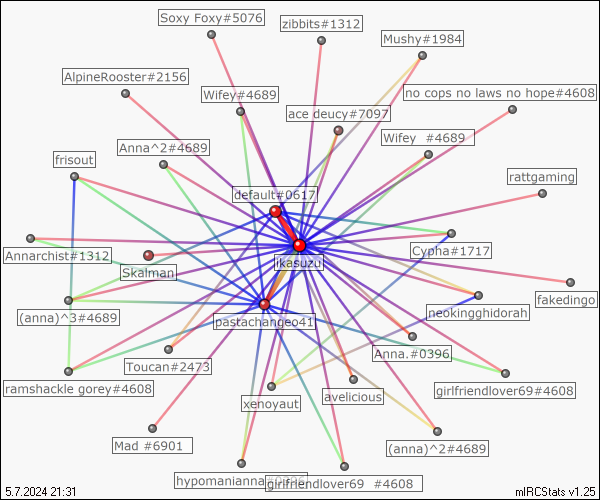 Soxy Foxy#5076
zibbits#1312
Mushy#1984
AlpineRooster#2156
Wifey#4689
no cops no laws no hope#4608
ace deucy#7097
Anna^2#4689
Wifey #4689
frisout
rattgaming
default#0617
Annarchist#1312
Cypha#1717
ikasuzu
Skelman
fakedingo
(anna)^3#4689
neokingghidorah
pastachangeo41
Anna.#0396
Toucan#2473
ramshackle gorey#4608
girlfriendlover69#4608
avelicious
xenoyaut
Mad #6901
(anna)^2#4689
hypomanianna
girlfriendlover69 #4608
5.7.2024 21:31
mIRCStats v1.25